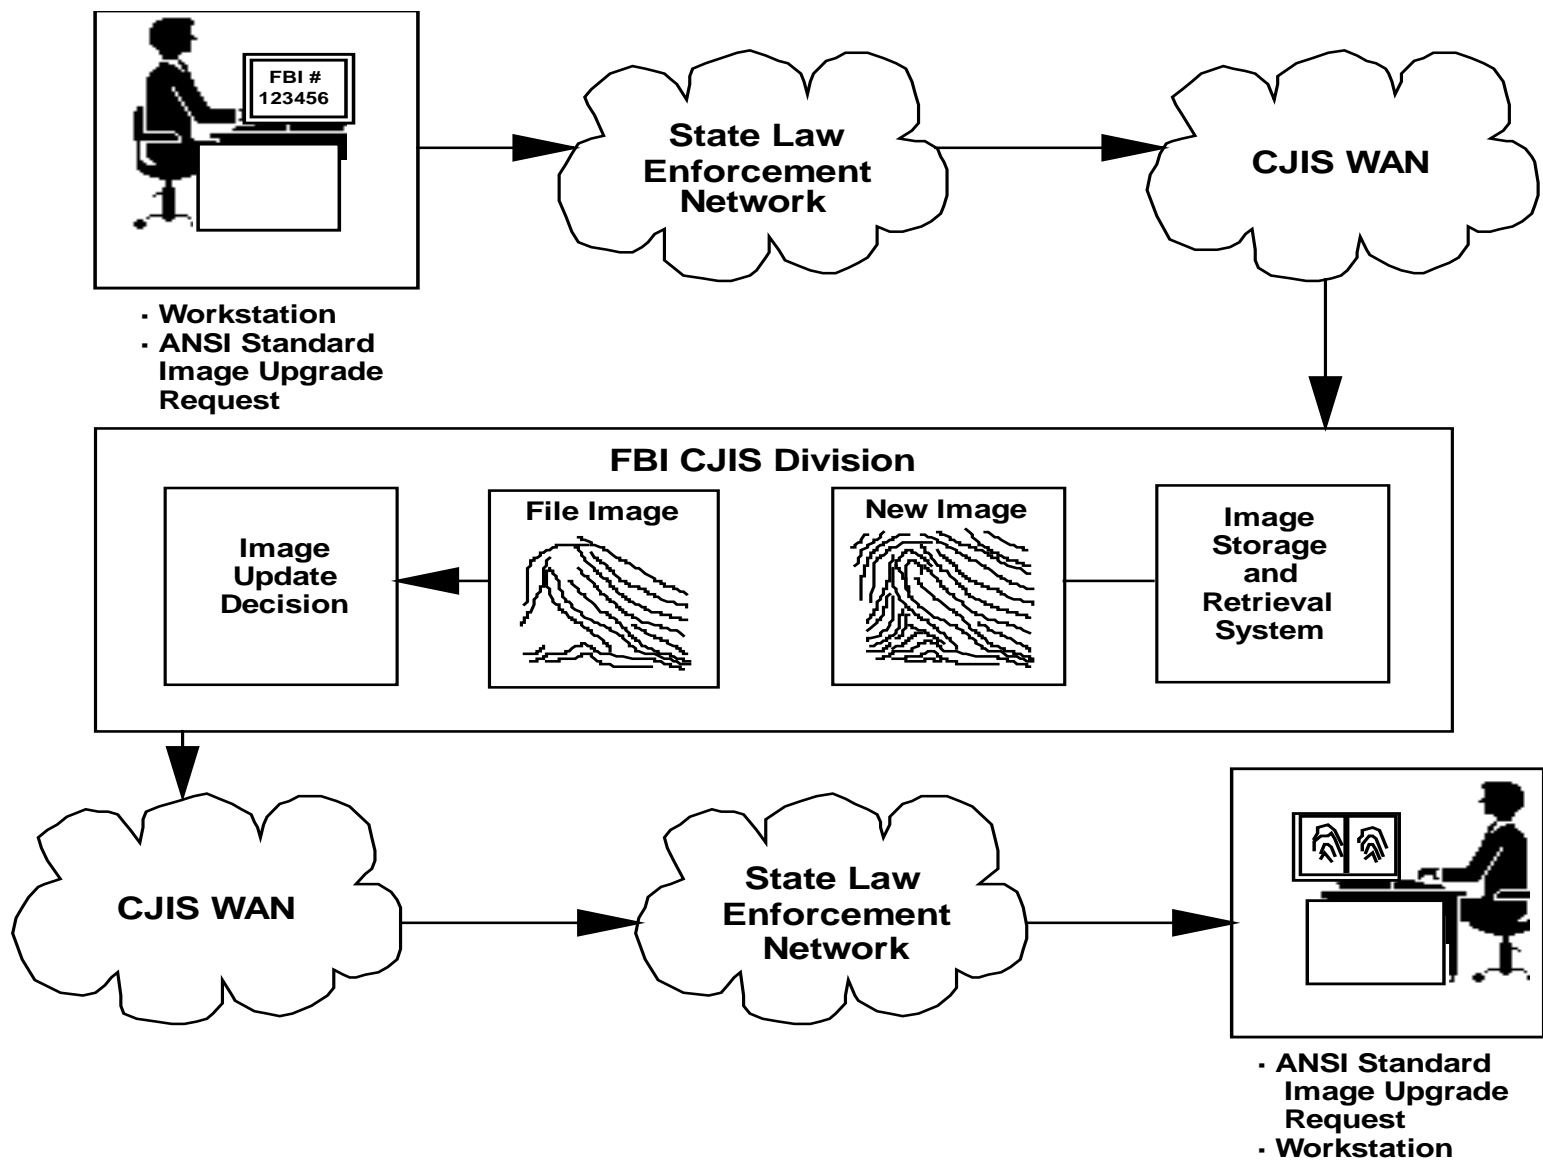 FBI #
123456
State Law
Enforcement
Network
CJIS WAN
· Workstation
· ANSI Standard
Image Upgrade
Request
FBI CJIS Division
Image
Update
Decision
File Image
New Image
Image
Storage
and
Retrieval
System
CJIS WAN
State Law
Enforcement
Network
· ANSI Standard
Image Upgrade
Request
· Workstation